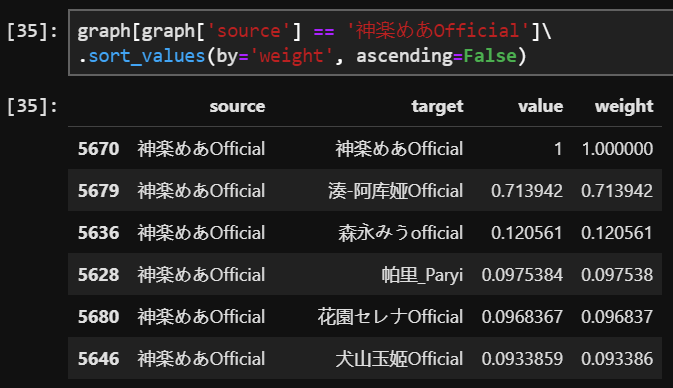 [35]: graph[graph['source'] == '神楽めあOfficial']\
.sort_values(by='weight', ascending=False)
[35]: source target value weight
5670 神楽めあOfficial 神楽めあOfficial 1 1.000000
5679 神楽めあOfficial 湊-阿库娅Official 0.713942 0.713942
5636 神楽めあOfficial 森永みうofficial 0.120561 0.120561
5628 神楽めあOfficial 帕里_Paryi 0.0975384 0.097538
5680 神楽めあOfficial 花園セレナOfficial 0.0968367 0.096837
5646 神楽めあOfficial 犬山玉姬Official 0.0933859 0.093386